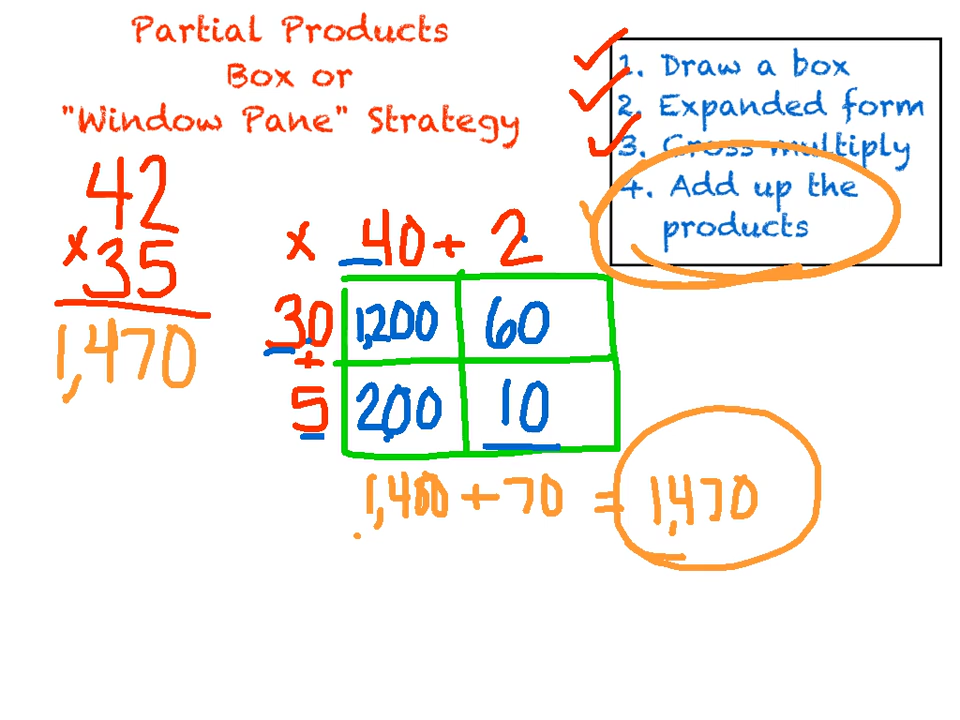 Partial Products
Box or
"Window Pane" Strategy
1. Draw a box
2. Expanded form
3. Cross multiply
4. Add up the
products
42
x 35
1,470
x 40 + 2
30 1,200 60
+
5 200 10
1,400 + 70 = 1,470